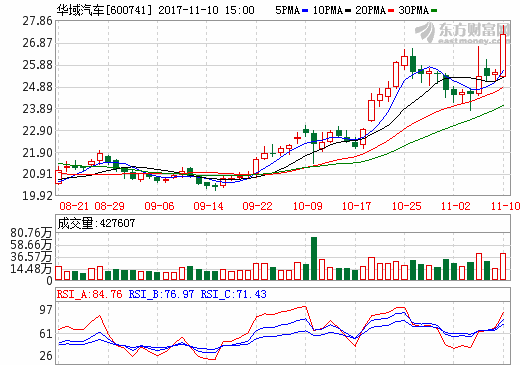 华域汽车[600741] 2017-11-10 15:00 5PMA 10PMA 20PMA 30PMA
东方财富网
eastmoney.com
27.86
26.87
25.88
24.88
23.89
22.90
21.90
20.91
19.92
08-21 08-29 09-06 09-14 09-22 10-09 10-17 10-25 11-02 11-10
成交量:427607
80.76万
58.66万
36.57万
14.48万
0
RSI_A:84.76 RSI_B:76.97 RSI_C:71.43
97
61
26